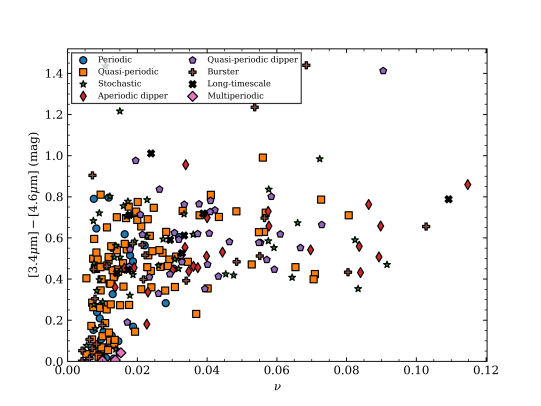 [3.4μm] − [4.6μm] (mag)
1.4
1.2
1.0
0.8
0.6
0.4
0.2
0.0
Periodic
Quasi-periodic
Stochastic
Aperiodic dipper
Quasi-periodic dipper
Burster
Long-timescale
Multiperiodic
0.00 0.02 0.04 0.06 0.08 0.10 0.12
ν